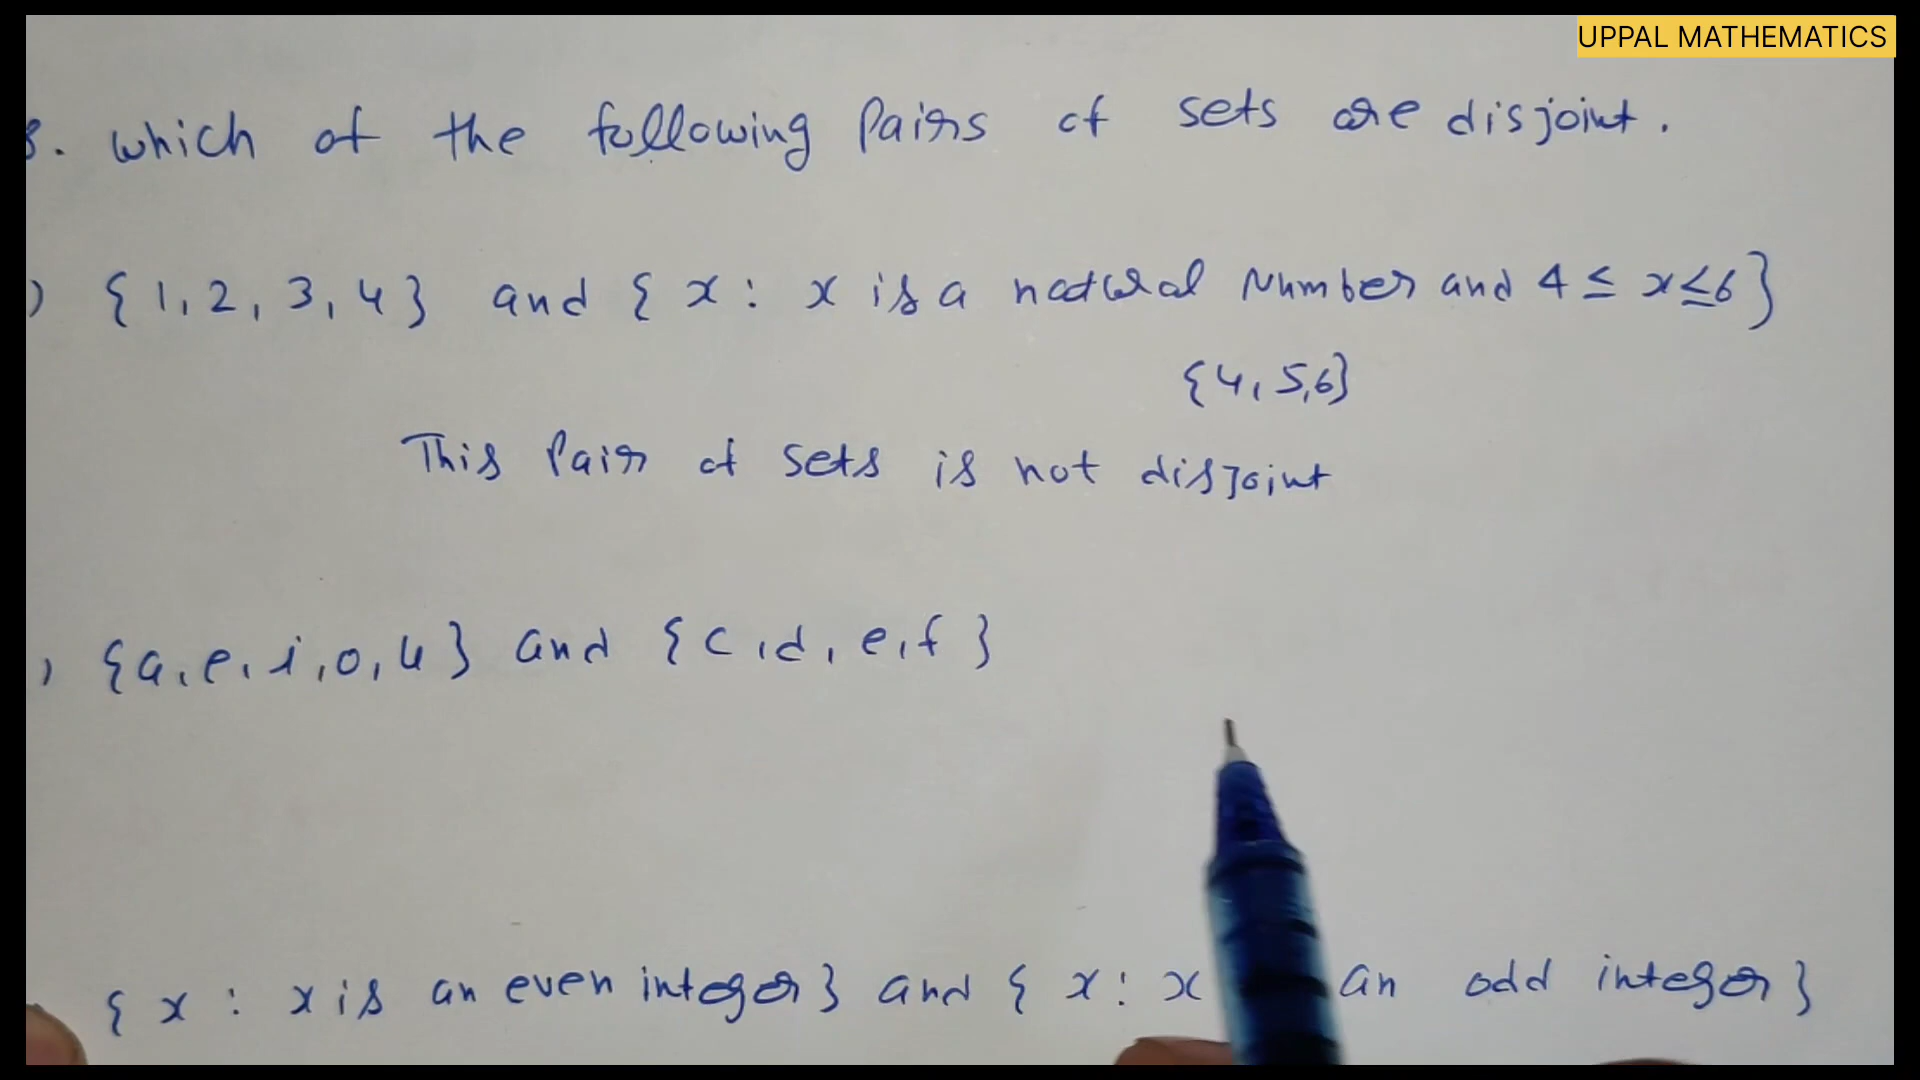 UPPAL MATHEMATICS
8. which of the following Pairs of sets are disjoint.
) {1, 2, 3, 4} and { x : x is a natural Number and 4 ≤ x ≤ 6}
{4, 5, 6}
This Pair of sets is not disjoint
) {a, e, i, o, u} and { c, d, e, f }
{ x : x is an even integer} and { x : x an odd integer}